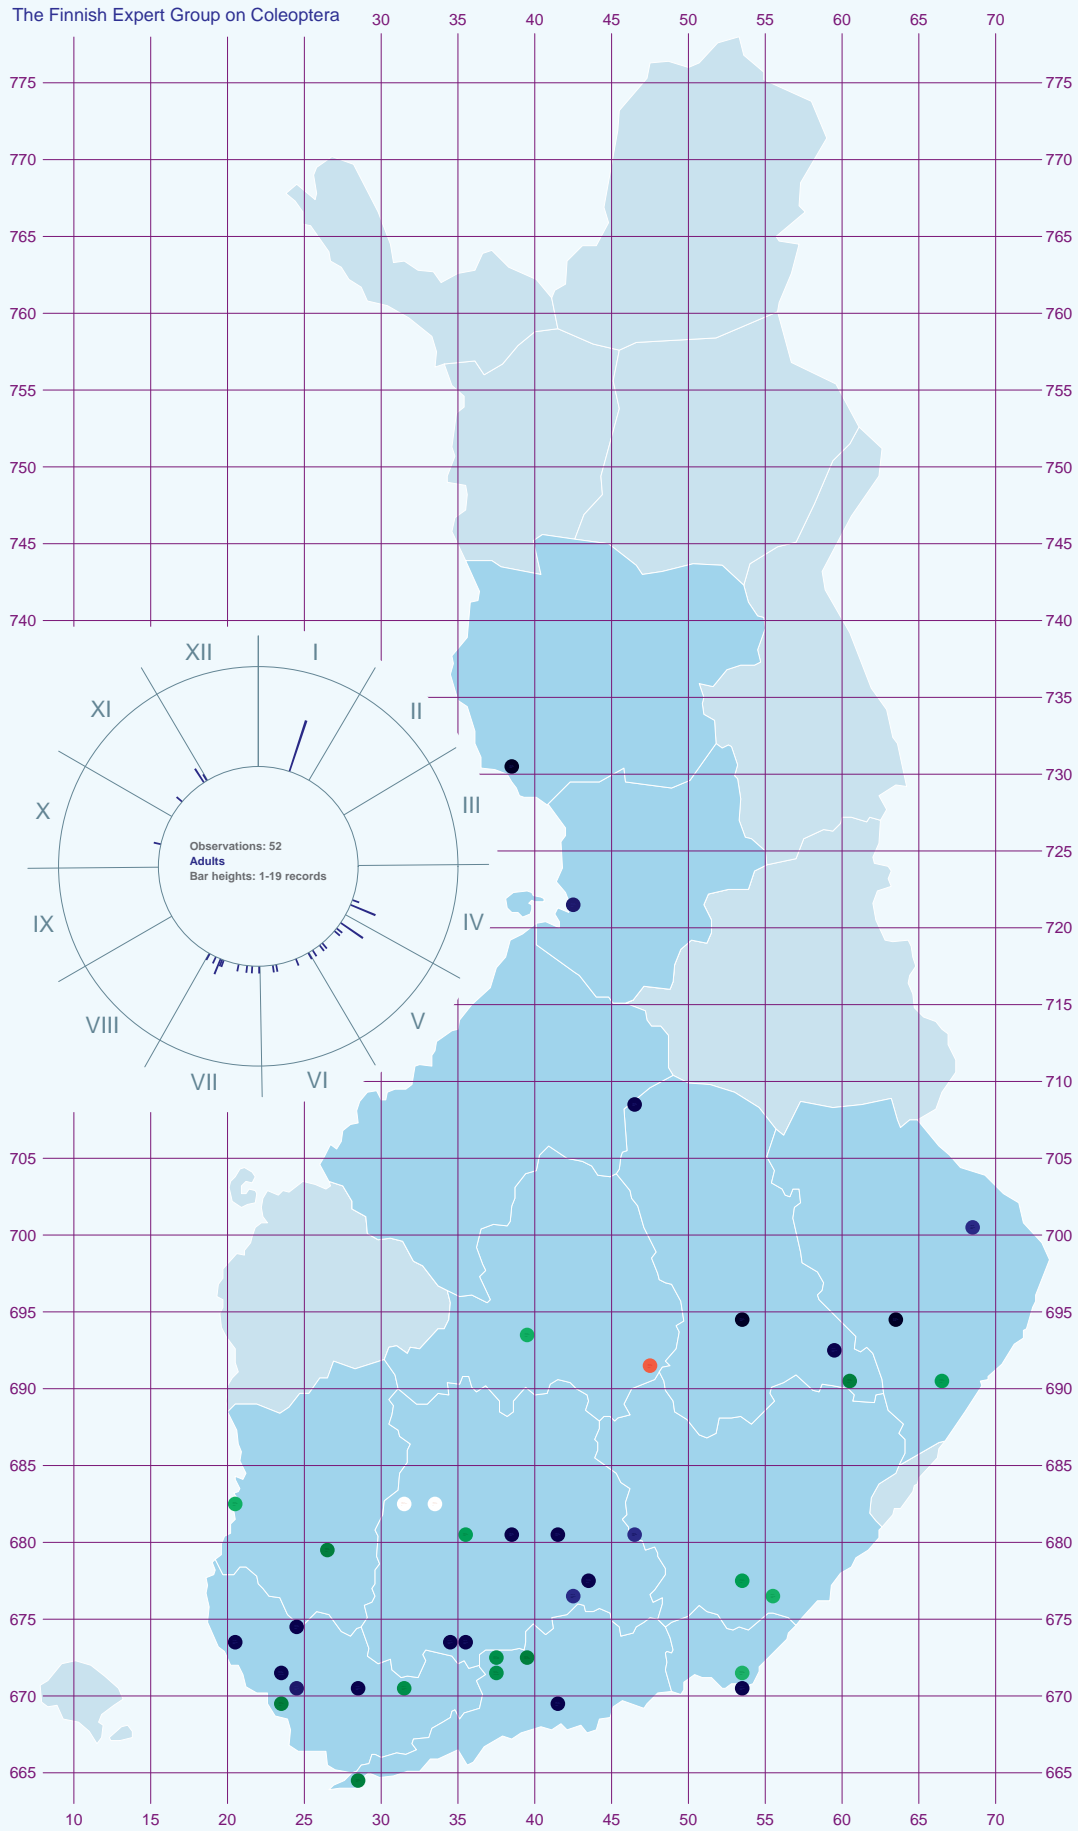 The Finnish Expert Group on Coleoptera
30 40 45 50 55 60 65 70
775 775
770 770
765 765
760 760
755 755
750 750
745 745
740 740
735
730
725
720
715
710
705 705
700 700
695 695
690 690
685 685
680 680
675 675
670 670
665 665
XII I
XI II
X III
IX IV
VIII V
VII VI
Observations: 52
Adults
Bar heights: 1-19 records
10 15 20 25 30 35 40 45 50 55 60 65 70